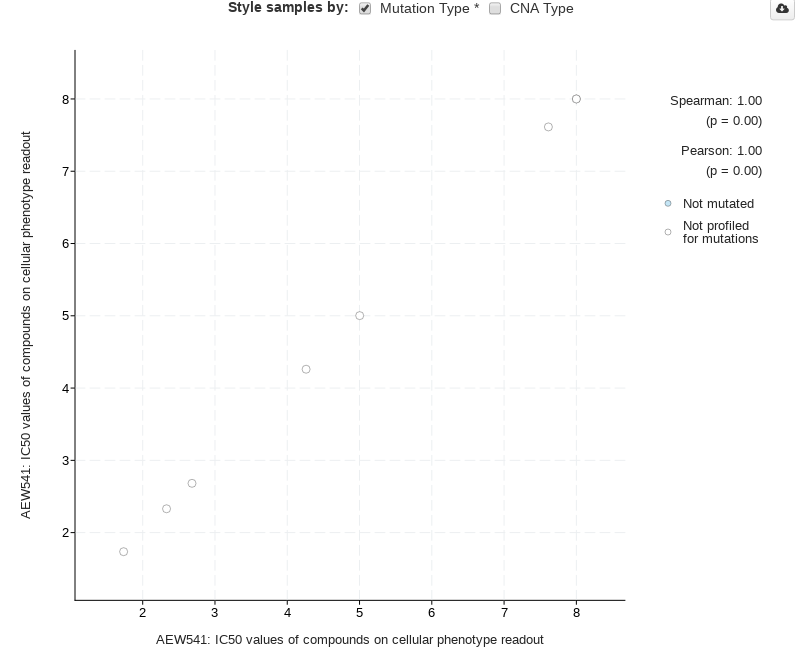 Style samples by: Mutation Type * CNA Type
8
7
6
5
4
3
2
AEW541: IC50 values of compounds on cellular phenotype readout
2 3 4 5 6 7 8
AEW541: IC50 values of compounds on cellular phenotype readout
Spearman: 1.00
(p = 0.00)
Pearson: 1.00
(p = 0.00)
Not mutated
Not profiled
for mutations